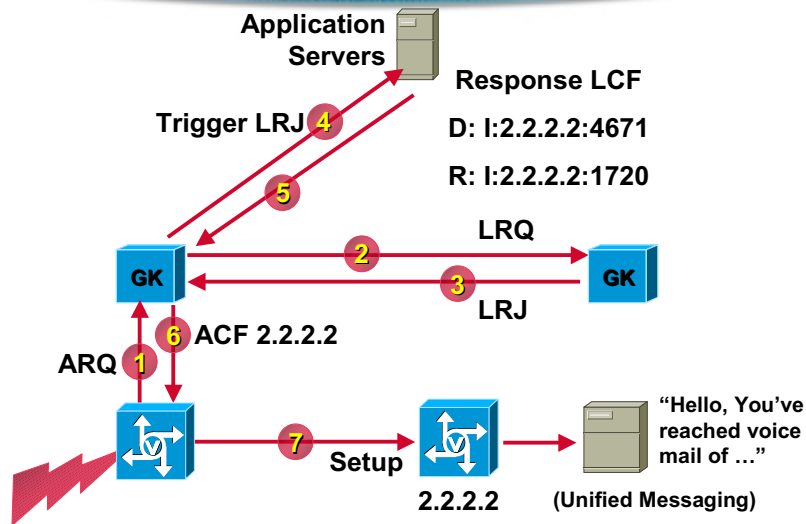 Application
Servers
Response LCF
Trigger LRJ
4
D: I:2.2.2.2:4671
5
R: I:2.2.2.2:1720
LRQ
2
GK
3
GK
LRJ
6
ACF 2.2.2.2
1
ARQ
V
7
Setup
V
2.2.2.2
“Hello, You’ve
reached voice
mail of …”
(Unified Messaging)